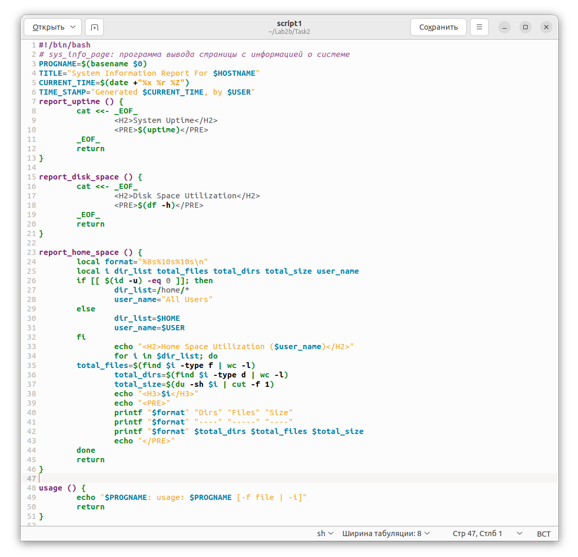 Открыть
script1
~/Lab2b/Task2
Сохранить
1 #!/bin/bash
2 # sys_info_page: программа вывода страницы с информацией о системе
3 PROGNAME=$(basename $0)
4 TITLE="System Information Report For $HOSTNAME"
5 CURRENT_TIME=$(date +"%x %r %Z")
6 TIME_STAMP="Generated $CURRENT_TIME, by $USER"
7 report_uptime () {
8         cat <<- _EOF_
9                 <H2>System Uptime</H2>
10                 <PRE>$(uptime)</PRE>
11         _EOF_
12         return
13 }
14
15 report_disk_space () {
16         cat <<- _EOF_
17                 <H2>Disk Space Utilization</H2>
18                 <PRE>$(df -h)</PRE>
19         _EOF_
20         return
21 }
22
23 report_home_space () {
24         local format="%8s%10s%10s\n"
25         local i dir_list total_files total_dirs total_size user_name
26         if [[ $(id -u) -eq 0 ]]; then
27                 dir_list=/home/*
28                 user_name="All Users"
29         else
30                 dir_list=$HOME
31                 user_name=$USER
32         fi
33                 echo "<H2>Home Space Utilization ($user_name)</H2>"
34                 for i in $dir_list; do
35         total_files=$(find $i -type f | wc -l)
36                 total_dirs=$(find $i -type d | wc -l)
37                 total_size=$(du -sh $i | cut -f 1)
38                 echo "<H3>$i</H3>"
39                 echo "<PRE>"
40                 printf "$format" "Dirs" "Files" "Size"
41                 printf "$format" "----" "-----" "----"
42                 printf "$format" $total_dirs $total_files $total_size
43                 echo "</PRE>"
44         done
45         return
46 }
47
48 usage () {
49         echo "$PROGNAME: usage: $PROGNAME [-f file | -i]"
50         return
51 }
sh Ширина табуляции: 8 Стр 47, Стлб 1 ВСТ